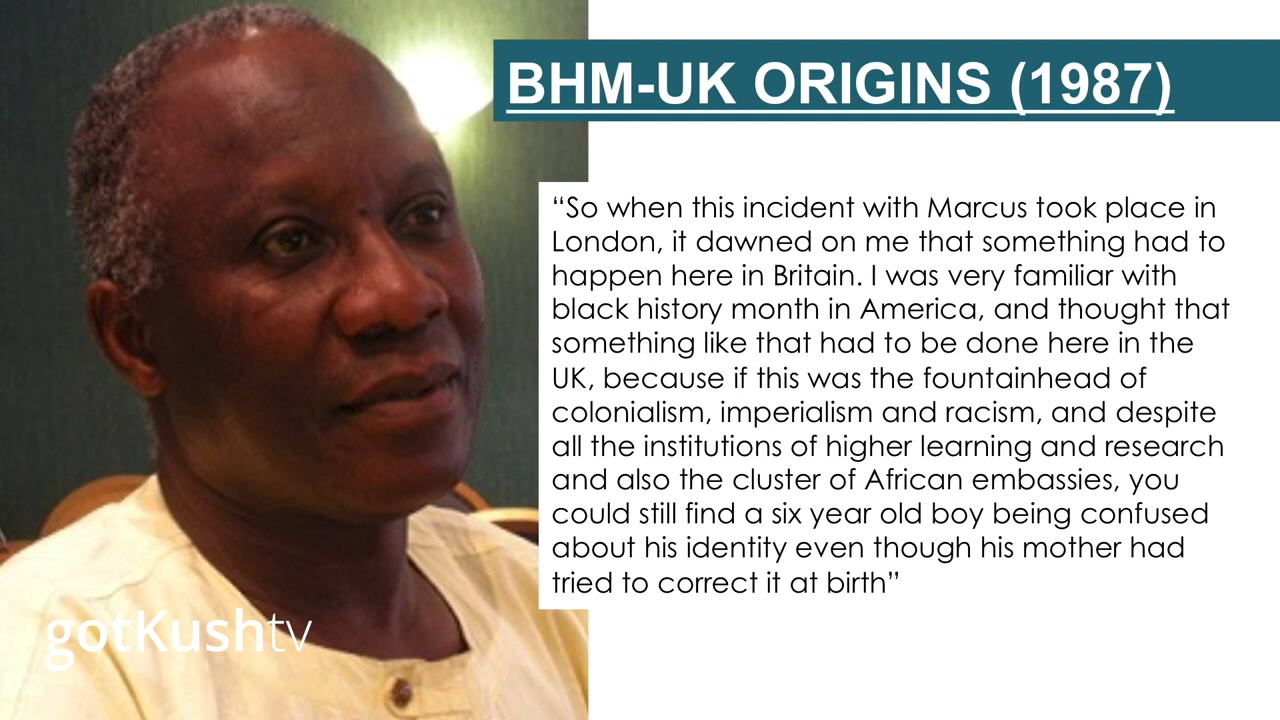 BHM-UK ORIGINS (1987)
“So when this incident with Marcus took place in
London, it dawned on me that something had to
happen here in Britain. I was very familiar with
black history month in America, and thought that
something like that had to be done here in the
UK, because if this was the fountainhead of
colonialism, imperialism and racism, and despite
all the institutions of higher learning and research
and also the cluster of African embassies, you
could still find a six year old boy being confused
about his identity even though his mother had
tried to correct it at birth”
gotKushtv